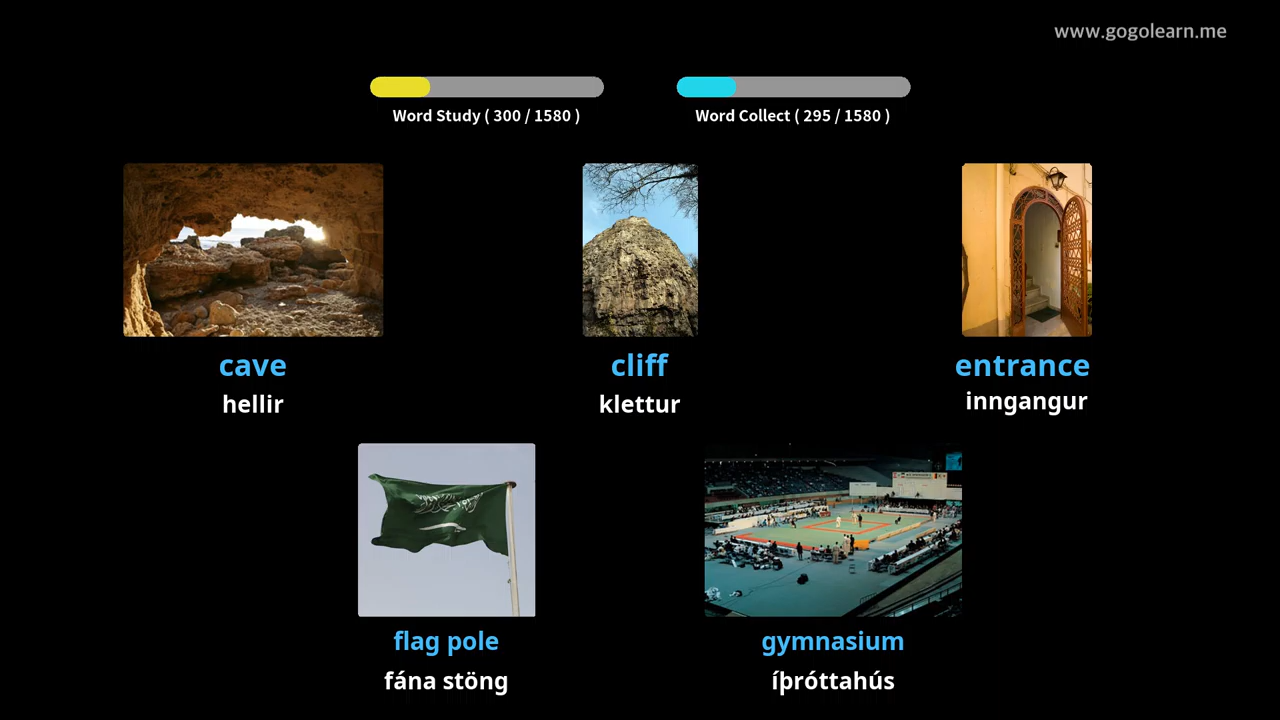 www.gogolearn.me
Word Study ( 300 / 1580 )
Word Collect ( 295 / 1580 )
cave
hellir
cliff
klettur
entrance
inngangur
flag pole
fána stöng
gymnasium
íþróttahús